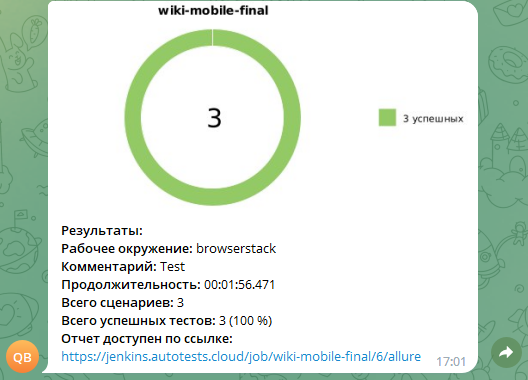 wiki-mobile-final
3
3 успешных
Результаты:
Рабочее окружение: browserstack
Комментарий: Test
Продолжительность: 00:01:56.471
Всего сценариев: 3
Всего успешных тестов: 3 (100 %)
Отчет доступен по ссылке:
https://jenkins.autotests.cloud/job/wiki-mobile-final/6/allure
17:01
QB